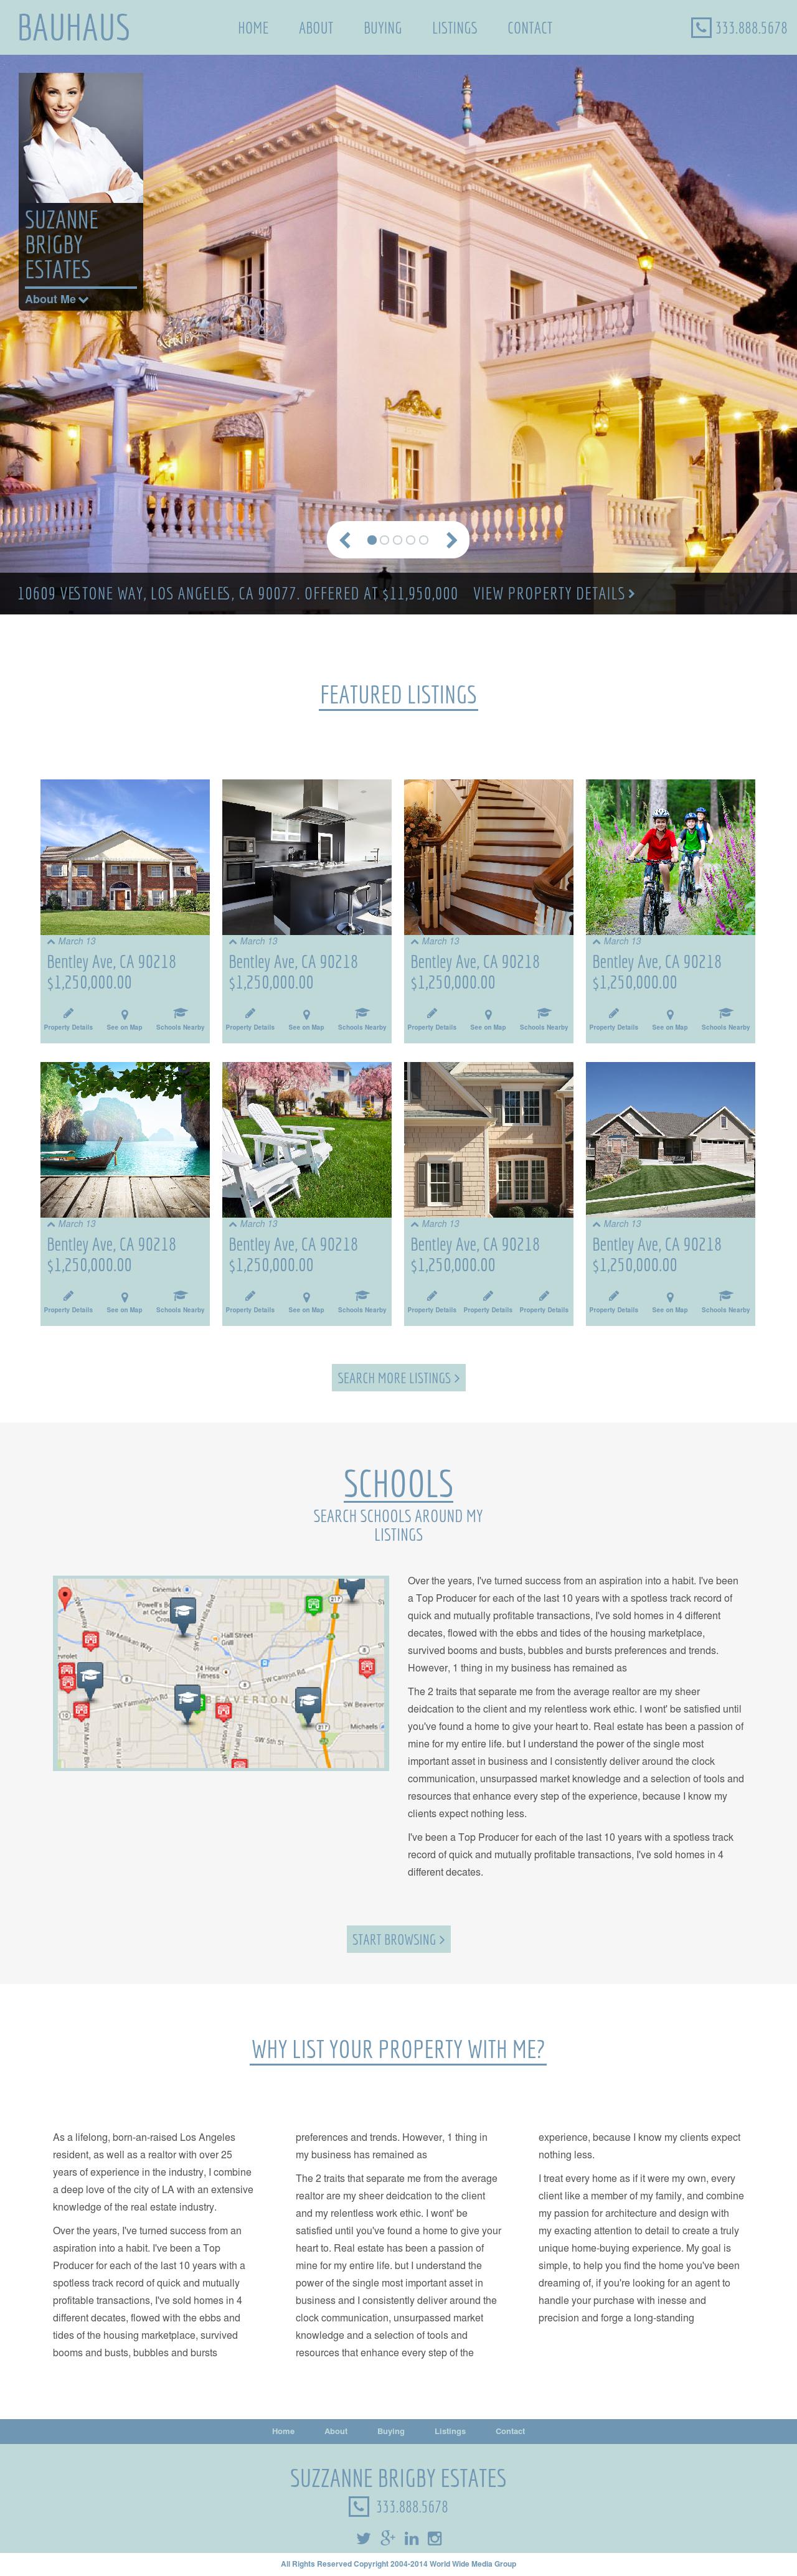 BAUHAUS
HOME ABOUT BUYING LISTINGS CONTACT
333.888.5678
SUZANNE
BRIGBY
ESTATES
About Me
10609 VESTONE WAY, LOS ANGELES, CA 90077. OFFERED AT $11,950,000 VIEW PROPERTY DETAILS
FEATURED LISTINGS
March 13 March 13 March 13 March 13
Bentley Ave, CA 90218 Bentley Ave, CA 90218 Bentley Ave, CA 90218 Bentley Ave, CA 90218
$1,250,000.00 $1,250,000.00 $1,250,000.00 $1,250,000.00
Property Details See on Map Schools Nearby Property Details See on Map Schools Nearby Property Details See on Map Schools Nearby Property Details See on Map Schools Nearby
March 13 March 13 March 13 March 13
Bentley Ave, CA 90218 Bentley Ave, CA 90218 Bentley Ave, CA 90218 Bentley Ave, CA 90218
$1,250,000.00 $1,250,000.00 $1,250,000.00 $1,250,000.00
Property Details See on Map Schools Nearby Property Details See on Map Schools Nearby Property Details Property Details Property Details Property Details See on Map Schools Nearby
SEARCH MORE LISTINGS >
SCHOOLS
SEARCH SCHOOLS AROUND MY
LISTINGS
Cinemark
Powell's
at Cedar
Hall Street
Grill
217
8
24 Hour
Fitness
SW Canyon Rd
8
SW Farmington Rd
8
BEAVERTON
SW Beaverton
10
217
Michaels
SW 5th St
Over the years, I've turned success from an aspiration into a habit. I've been
a Top Producer for each of the last 10 years with a spotless track record of
quick and mutually profitable transactions, I've sold homes in 4 different
decates, flowed with the ebbs and tides of the housing marketplace,
survived booms and busts, bubbles and bursts preferences and trends.
However, 1 thing in my business has remained as
The 2 traits that separate me from the average realtor are my sheer
deidcation to the client and my relentless work ethic. I wont' be satisfied until
you've found a home to give your heart to. Real estate has been a passion of
mine for my entire life. but I understand the power of the single most
important asset in business and I consistently deliver around the clock
communication, unsurpassed market knowledge and a selection of tools and
resources that enhance every step of the experience, because I know my
clients expect nothing less.
I've been a Top Producer for each of the last 10 years with a spotless track
record of quick and mutually profitable transactions, I've sold homes in 4
different decates.
START BROWSING >
WHY LIST YOUR PROPERTY WITH ME?
As a lifelong, born-an-raised Los Angeles
resident, as well as a realtor with over 25
years of experience in the industry, I combine
a deep love of the city of LA with an extensive
knowledge of the real estate industry.
Over the years, I've turned success from an
aspiration into a habit. I've been a Top
Producer for each of the last 10 years with a
spotless track record of quick and mutually
profitable transactions, I've sold homes in 4
different decates, flowed with the ebbs and
tides of the housing marketplace, survived
booms and busts, bubbles and bursts
preferences and trends. However, 1 thing in
my business has remained as
The 2 traits that separate me from the average
realtor are my sheer deidcation to the client
and my relentless work ethic. I wont' be
satisfied until you've found a home to give your
heart to. Real estate has been a passion of
mine for my entire life. but I understand the
power of the single most important asset in
business and I consistently deliver around the
clock communication, unsurpassed market
knowledge and a selection of tools and
resources that enhance every step of the
experience, because I know my clients expect
nothing less.
I treat every home as if it were my own, every
client like a member of my family, and combine
my passion for architecture and design with
my exacting attention to detail to create a truly
unique home-buying experience. My goal is
simple, to help you find the home you've been
dreaming of, if you're looking for an agent to
handle your purchase with inesse and
precision and forge a long-standing
Home About Buying Listings Contact
SUZZANNE BRIGBY ESTATES
333.888.5678
All Rights Reserved Copyright 2004-2014 World Wide Media Group